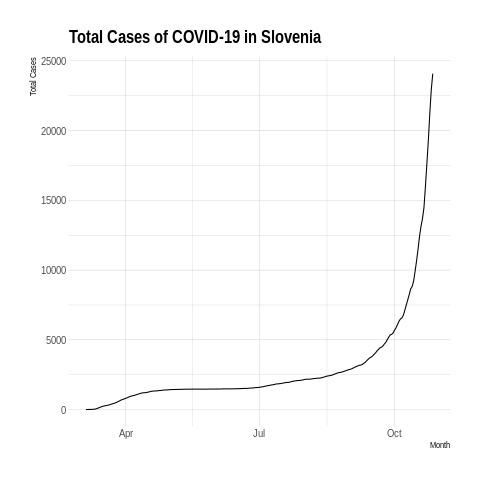 Total Cases of COVID-19 in Slovenia
Total Cases
25000
20000
15000
10000
5000
0
Apr Jul Oct
Month